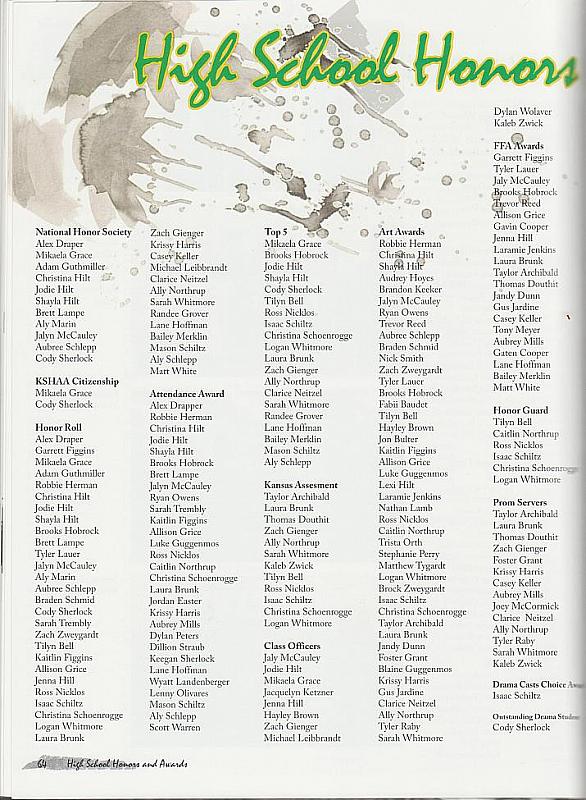 High School Honors
National Honor Society
Alex Draper
Mikaela Grace
Adam Guthmiller
Christina Hilt
Jodie Hilt
Shayla Hilt
Brett Lampe
Aly Marin
Jalyn McCauley
Aubree Schlepp
Cody Sherlock
KSHAA Citizenship
Mikaela Grace
Cody Sherlock
Honor Roll
Alex Draper
Garrett Figgins
Mikaela Grace
Adam Guthmiller
Robbie Herman
Christina Hilt
Jodie Hilt
Shayla Hilt
Brooks Hobrock
Brett Lampe
Tyler Lauer
Jalyn McCauley
Aly Marin
Aubree Schlepp
Braden Schmid
Cody Sherlock
Sarah Trembly
Zach Zweygardt
Tilyn Bell
Kaitlin Figgins
Allison Grice
Jenna Hill
Ross Nicklos
Isaac Schiltz
Christina Schoenrogge
Logan Whitmore
Laura Brunk
Zach Gienger
Krissy Harris
Casey Keller
Michael Leibbrandt
Clarice Neitzel
Ally Northrup
Sarah Whitmore
Randee Grover
Lane Hoffman
Bailey Merklin
Mason Schiltz
Aly Schlepp
Matt White
Attendance Award
Alex Drapper
Robbie Herman
Christina Hilt
Jodie Hilt
Shayla Hilt
Brooks Hobrock
Brett Lampe
Jalyn McCauley
Ryan Owens
Sarah Trembly
Kaitlin Figgins
Allison Grice
Luke Guggenmos
Ross Nicklos
Caitlin Northrup
Christina Schoenrogge
Laura Brunk
Jordan Easter
Krissy Harris
Aubrey Mills
Dylan Peters
Dillion Straub
Keegan Sherlock
Lane Hoffman
Wyatt Landenberger
Lenny Olivares
Mason Schiltz
Aly Schlepp
Scott Warren
Top 5
Mikaela Grace
Brooks Hobrock
Jodie Hilt
Shayla Hilt
Cody Sherlock
Tilyn Bell
Ross Nicklos
Isaac Schiltz
Christina Schoenrogge
Logan Whitmore
Laura Brunk
Zach Gienger
Ally Northrup
Clarice Neitzel
Sarah Whitmore
Randee Grover
Lane Hoffman
Bailey Merklin
Mason Schiltz
Aly Schlepp
Kansas Assesment
Taylor Archibald
Laura Brunk
Thomas Douthit
Zach Gienger
Ally Northrup
Sarah Whitmore
Kaleb Zwick
Tilyn Bell
Ross Nicklos
Isaac Schiltz
Christina Schoenrogge
Logan Whitmore
Class Officers
Jaly McCauley
Jodie Hilt
Mikaela Grace
Jacquelyn Ketzner
Jenna Hill
Hayley Brown
Zach Gienger
Michael Leibbrandt
Art Awards
Robbie Herman
Christina Hilt
Shayla Hilt
Audrey Hoyes
Brandon Keeker
Jalyn McCauley
Ryan Owens
Trevor Reed
Aubree Schlepp
Braden Schmid
Nick Smith
Zach Zweygardt
Tyler Lauer
Brooks Hobrock
Fabii Baudet
Tilyn Bell
Hayley Brown
Jon Bulter
Kaitlin Figgins
Allison Grice
Luke Guggenmos
Lexi Hilt
Laramie Jenkins
Nathan Lamb
Ross Nicklos
Caitlin Northrup
Trista Orth
Stephanie Perry
Matthew Tygardt
Logan Whitmore
Brock Zweygardt
Isaac Schiltz
Christina Schoenrogge
Taylor Archibald
Laura Brunk
Jandy Dunn
Foster Grant
Blaine Guggenmos
Krissy Harris
Gus Jardine
Clarice Neitzel
Ally Northrup
Tyler Raby
Sarah Whitmore
Dylan Wolaver
Kaleb Zwick
FFA Awards
Garrett Figgins
Tyler Lauer
Jaly McCauley
Brooks Hobrock
Trevor Reed
Allison Grice
Gavin Cooper
Jenna Hill
Laramie Jenkins
Laura Brunk
Taylor Archibald
Thomas Douthit
Jandy Dunn
Gus Jardine
Casey Keller
Tony Meyer
Aubrey Mills
Gaten Cooper
Lane Hoffman
Bailey Merklin
Matt White
Honor Guard
Tilyn Bell
Caitlin Northrup
Ross Nicklos
Isaac Schiltz
Christina Schoenrogge
Logan Whitmore
Prom Servers
Taylor Archibald
Laura Brunk
Thomas Douthit
Zach Gienger
Foster Grant
Krissy Harris
Casey Keller
Aubrey Mills
Joey McCormick
Clarice Neitzel
Ally Northrup
Tyler Raby
Sarah Whitmore
Kaleb Zwick
Drama Casts Choice
Isaac Schiltz
Outstanding Drama
Cody Sherlock
64 High School Honors and Awards